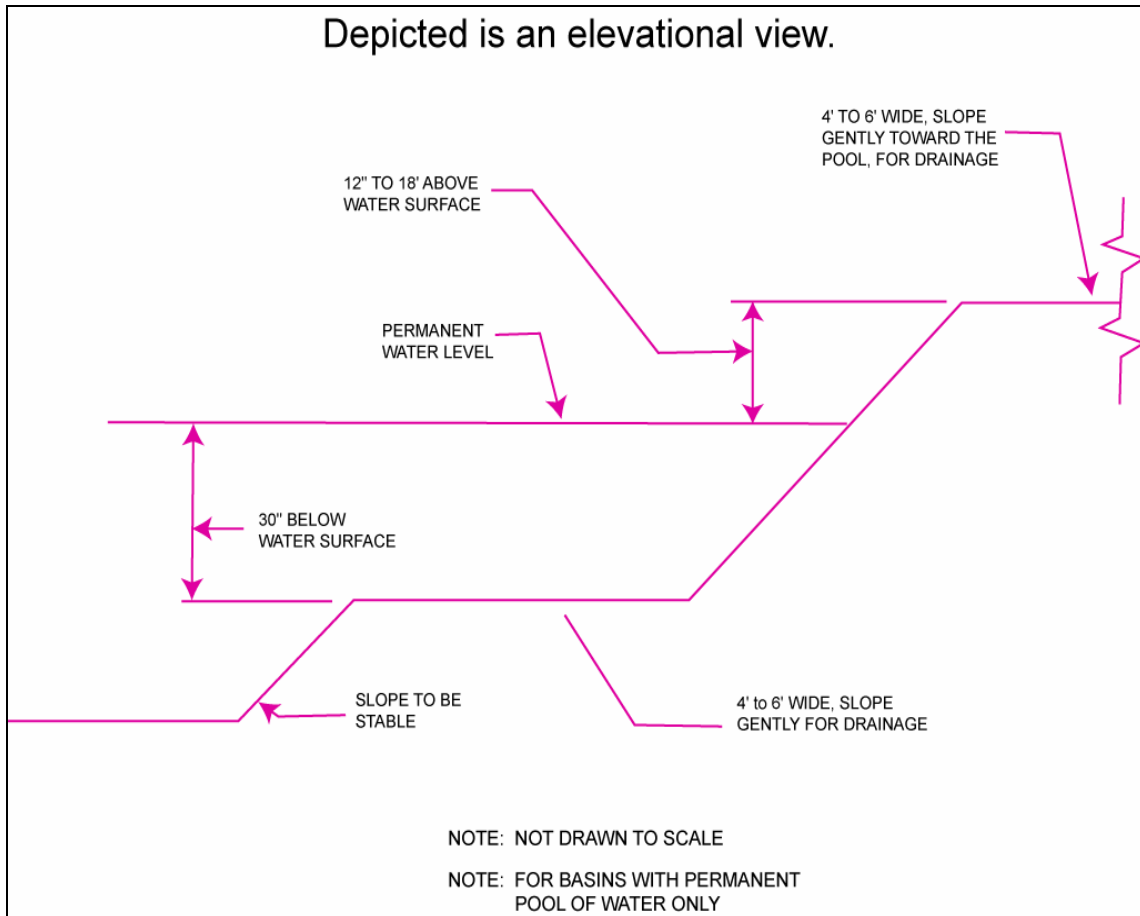 Depicted is an elevational view.
4' TO 6' WIDE, SLOPE
GENTLY TOWARD THE
POOL, FOR DRAINAGE
12" TO 18' ABOVE
WATER SURFACE
PERMANENT
WATER LEVEL
30" BELOW
WATER SURFACE
SLOPE TO BE
STABLE
4' to 6' WIDE, SLOPE
GENTLY FOR DRAINAGE
NOTE: NOT DRAWN TO SCALE
NOTE: FOR BASINS WITH PERMANENT
POOL OF WATER ONLY